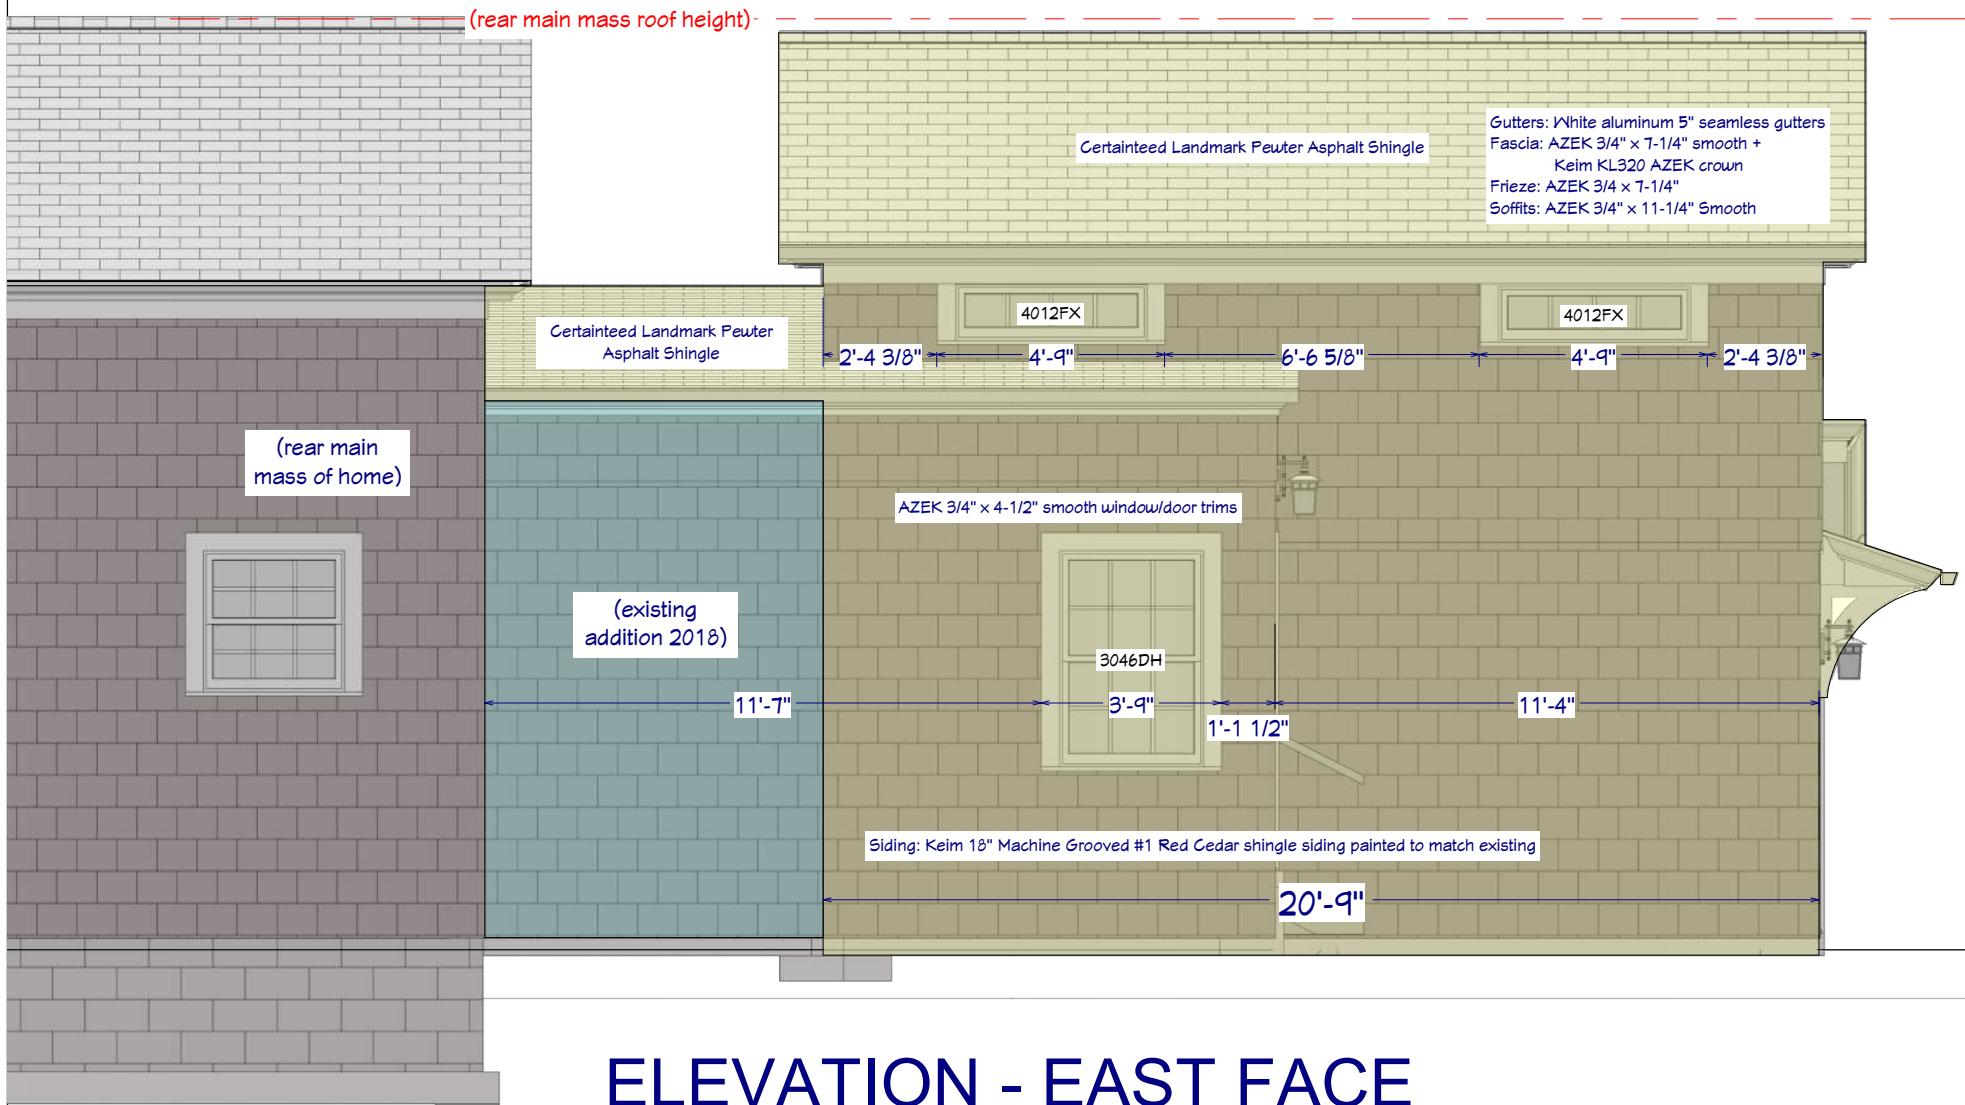 (rear main mass roof height)
Certainteed Landmark Pewter Asphalt Shingle
Gutters: White aluminum 5" seamless gutters
Fascia: AZEK 3/4" x 7-1/4" smooth +
Keim KL320 AZEK crown
Frieze: AZEK 3/4 x 7-1/4"
Soffits: AZEK 3/4" x 11-1/4" Smooth
4012FX
4012FX
Certainteed Landmark Pewter
Asphalt Shingle
2'-4 3/8"
4'-9"
6'-6 5/8"
4'-9"
2'-4 3/8"
(rear main
mass of home)
AZEK 3/4" x 4-1/2" smooth window/door trims
(existing
addition 2018)
3046DH
11'-7"
3'-9"
1'-1 1/2"
11'-4"
Siding: Keim 18" Machine Grooved #1 Red Cedar shingle siding painted to match existing
20'-9"
ELEVATION - EAST FACE